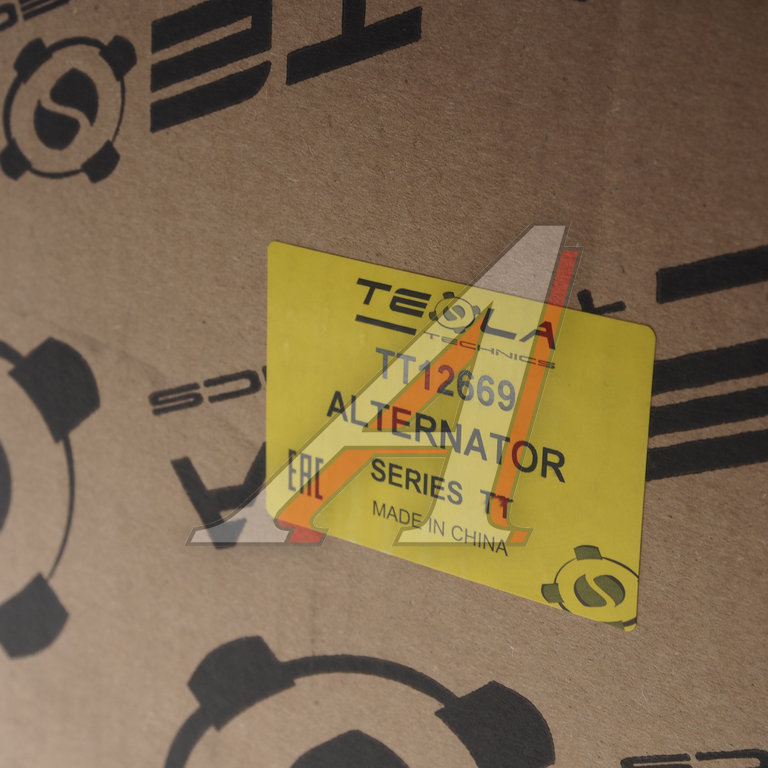 TESLA
TECHNICS
TT12669
ALTERNATOR
SERIES TT
EAC
MADE IN CHINA